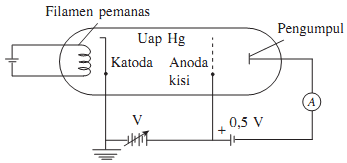 Filamen pemanas
Pengumpul
Uap Hg
Katoda
Anoda
kisi
A
V
0,5 V
+